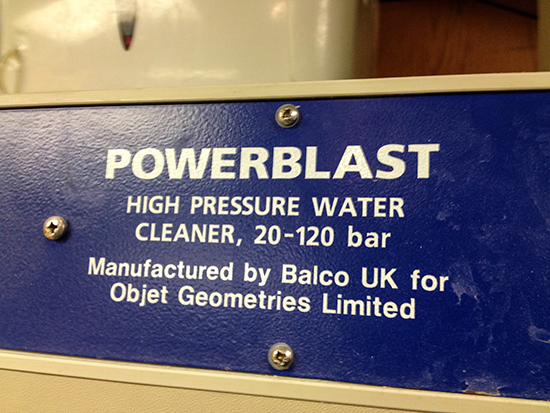 POWERBLAST
HIGH PRESSURE WATER
CLEANER, 20-120 bar
Manufactured by Balco UK for
Objet Geometries Limited